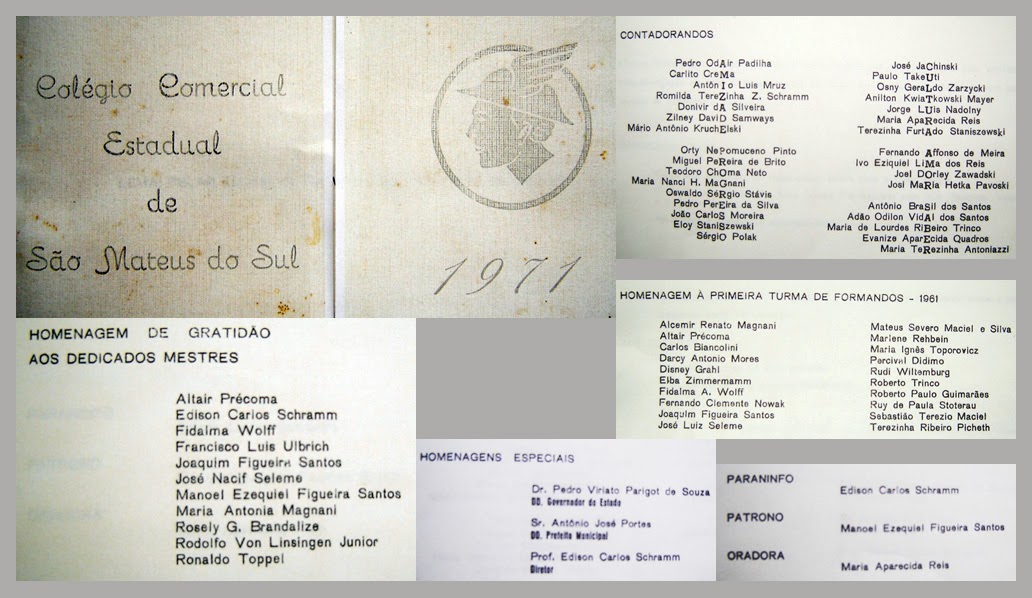 Colégio Comercial
Estadual
de
São Mateus do Sul
1971
CONTADORANDOS
Pedro OdAir Padilha
Carlito CreMa
AntônIo Luis Mruz
Romilda TereZinha Z. Schramm
Donivir dA Silveira
Zilney DaviD Samways
Mário Antônio KruchElski
Orty NePomuceno Pinto
Miguel PeReira de Brito
Teodoro ChOma Neto
Maria Nanci H. MaGnani
Oswaldo SéRgio Stávis
Pedro PerEira da Silva
João CarloS Moreira
Eloy StaniSzewski
SérgiO Polak
José JaChinski
Paulo TakeUti
Osny GeraLdo Zarzycki
Anilton KwiaTkowski Mayer
Jorge LUis Nadolny
Maria ApaRecida Reis
Terezinha FurtAdo Staniszewski
Fernando Affonso de Meira
Ivo Eziquiel LiMa dos Reis
Joel DOrley Zawadski
Josi MaRia Hetka Pavoski
Antônio BraSil dos Santos
Adão Odilon VidAl dos Santos
Maria de Lourdes RiBeiro Trinco
Evanize AparEcida Quadros
Maria TeRezinha Antoniazzi
HOMENAGEM À PRIMEIRA TURMA DE FORMANDOS - 1961
Alcemir Renato Magnani
Altair Précoma
Carlos Biancolini
Darcy Antonio Mores
Disney Grahl
Elba Zimmermamm
Fidalma A. Wolff
Fernando Clemente Nowak
Joaquim Figueira Santos
José Luiz Seleme
Mateus Severo Maciel e Silva
Marlene Rehbein
Maria Ignês Toporovicz
Percival Didimo
Rudi Wiltemburg
Roberto Trinco
Roberto Paulo Guimarães
Ruy de Paula Stoterau
Sebastião Terezio Maciel
Terezinha Ribeiro Picheth
HOMENAGEM DE GRATIDÃO
AOS DEDICADOS MESTRES
Altair Précoma
Edison Carlos Schramm
Fidalma Wolff
Francisco Luis Ulbrich
Joaquim Figueira Santos
José Nacif Seleme
Manoel Ezequiel Figueira Santos
Maria Antonia Magnani
Rosely G. Brandalize
Rodolfo Von Linsingen Junior
Ronaldo Toppel
HOMENAGENS ESPECIAIS
Dr. Pedro Viriato Parigot de Souza
DD. Governador do Estado
Sr. Antônio José Portes
DD. Prefeito Municipal
Prof. Edison Carlos Schramm
Diretor
PARANINFO
Edison Carlos Schramm
PATRONO
Manoel Ezequiel Figueira Santos
ORADORA
Maria Aparecida Reis